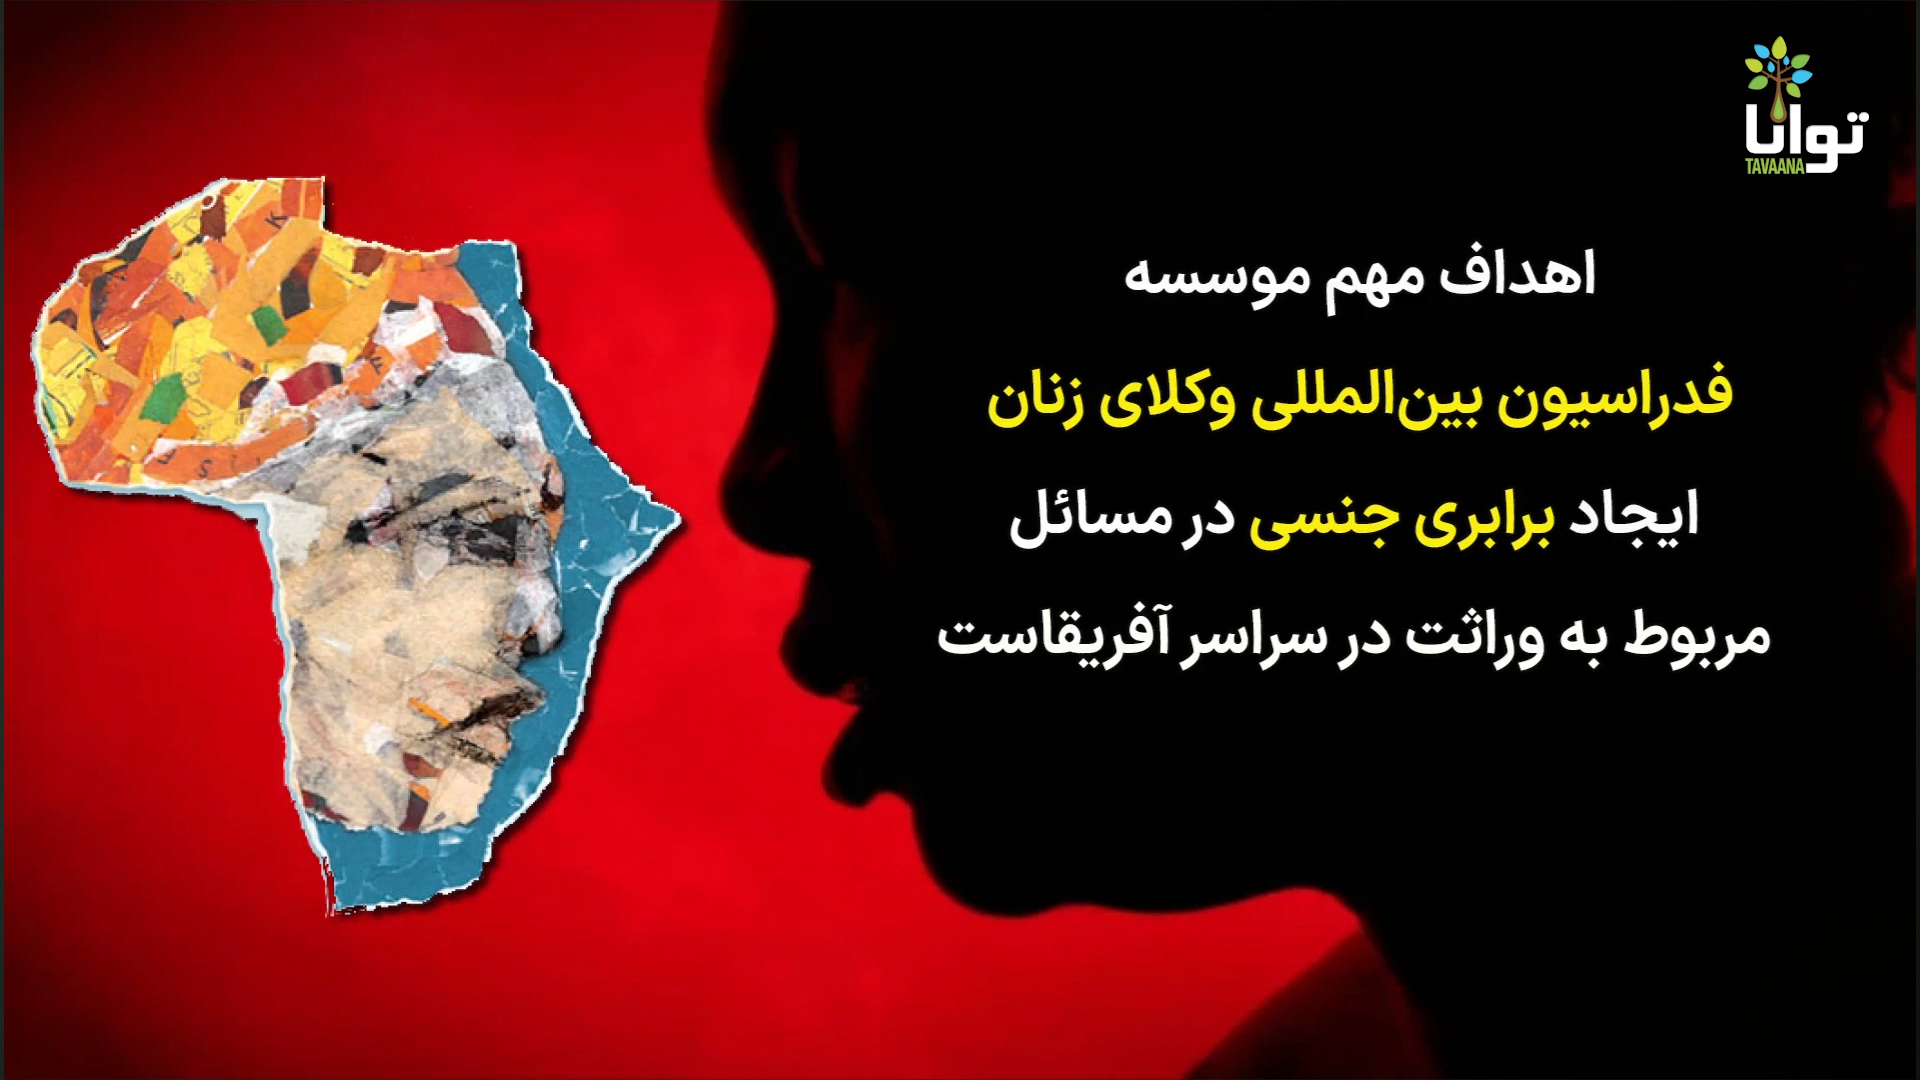 توانا
TAVAANA
اهداف مهم موسسه
فدراسیون بین‌المللی وکلای زنان
ایجاد برابری جنسی در مسائل
مربوط به وراثت در سراسر آفریقاست